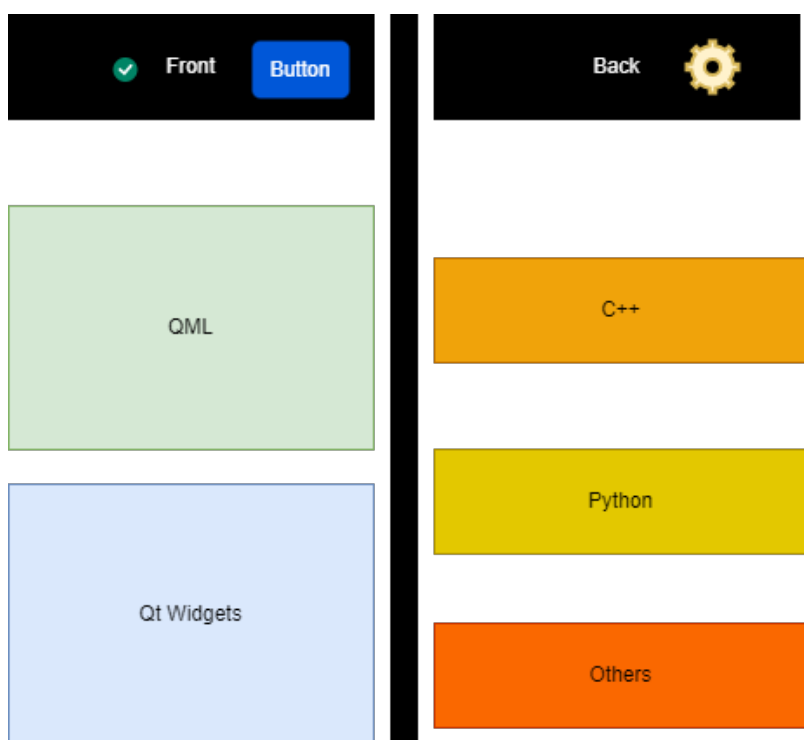 Front
Button
QML
Qt Widgets
Back
C++
Python
Others